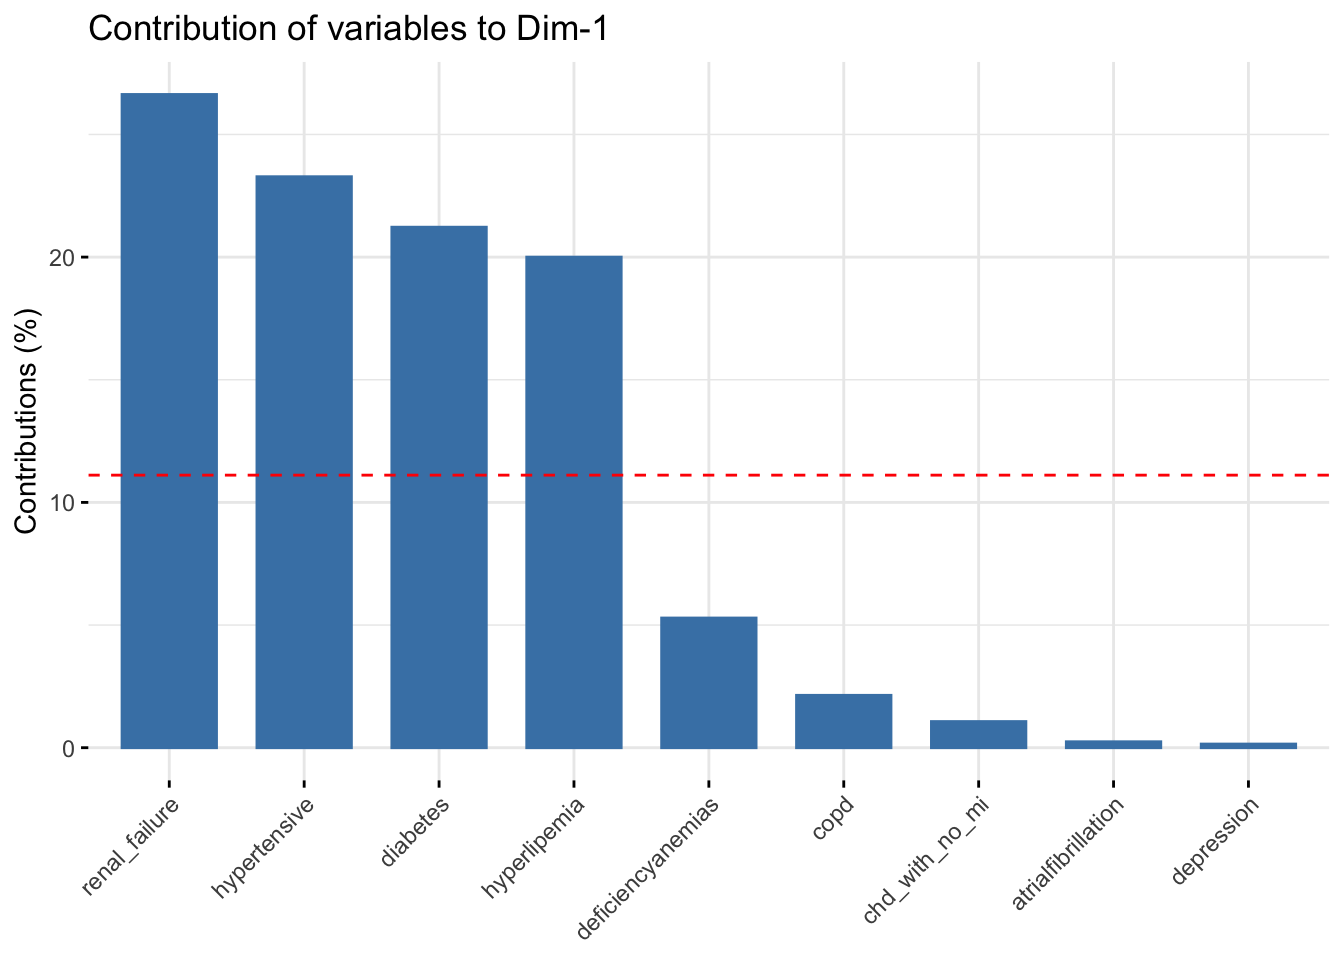 Contribution of variables to Dim-1
Contributions (%)
20
10
0
renal_failure
hypertensive
diabetes
hyperlipemia
deficiencyanemias
copd
chd_with_no_mi
atrialfibrillation
depression